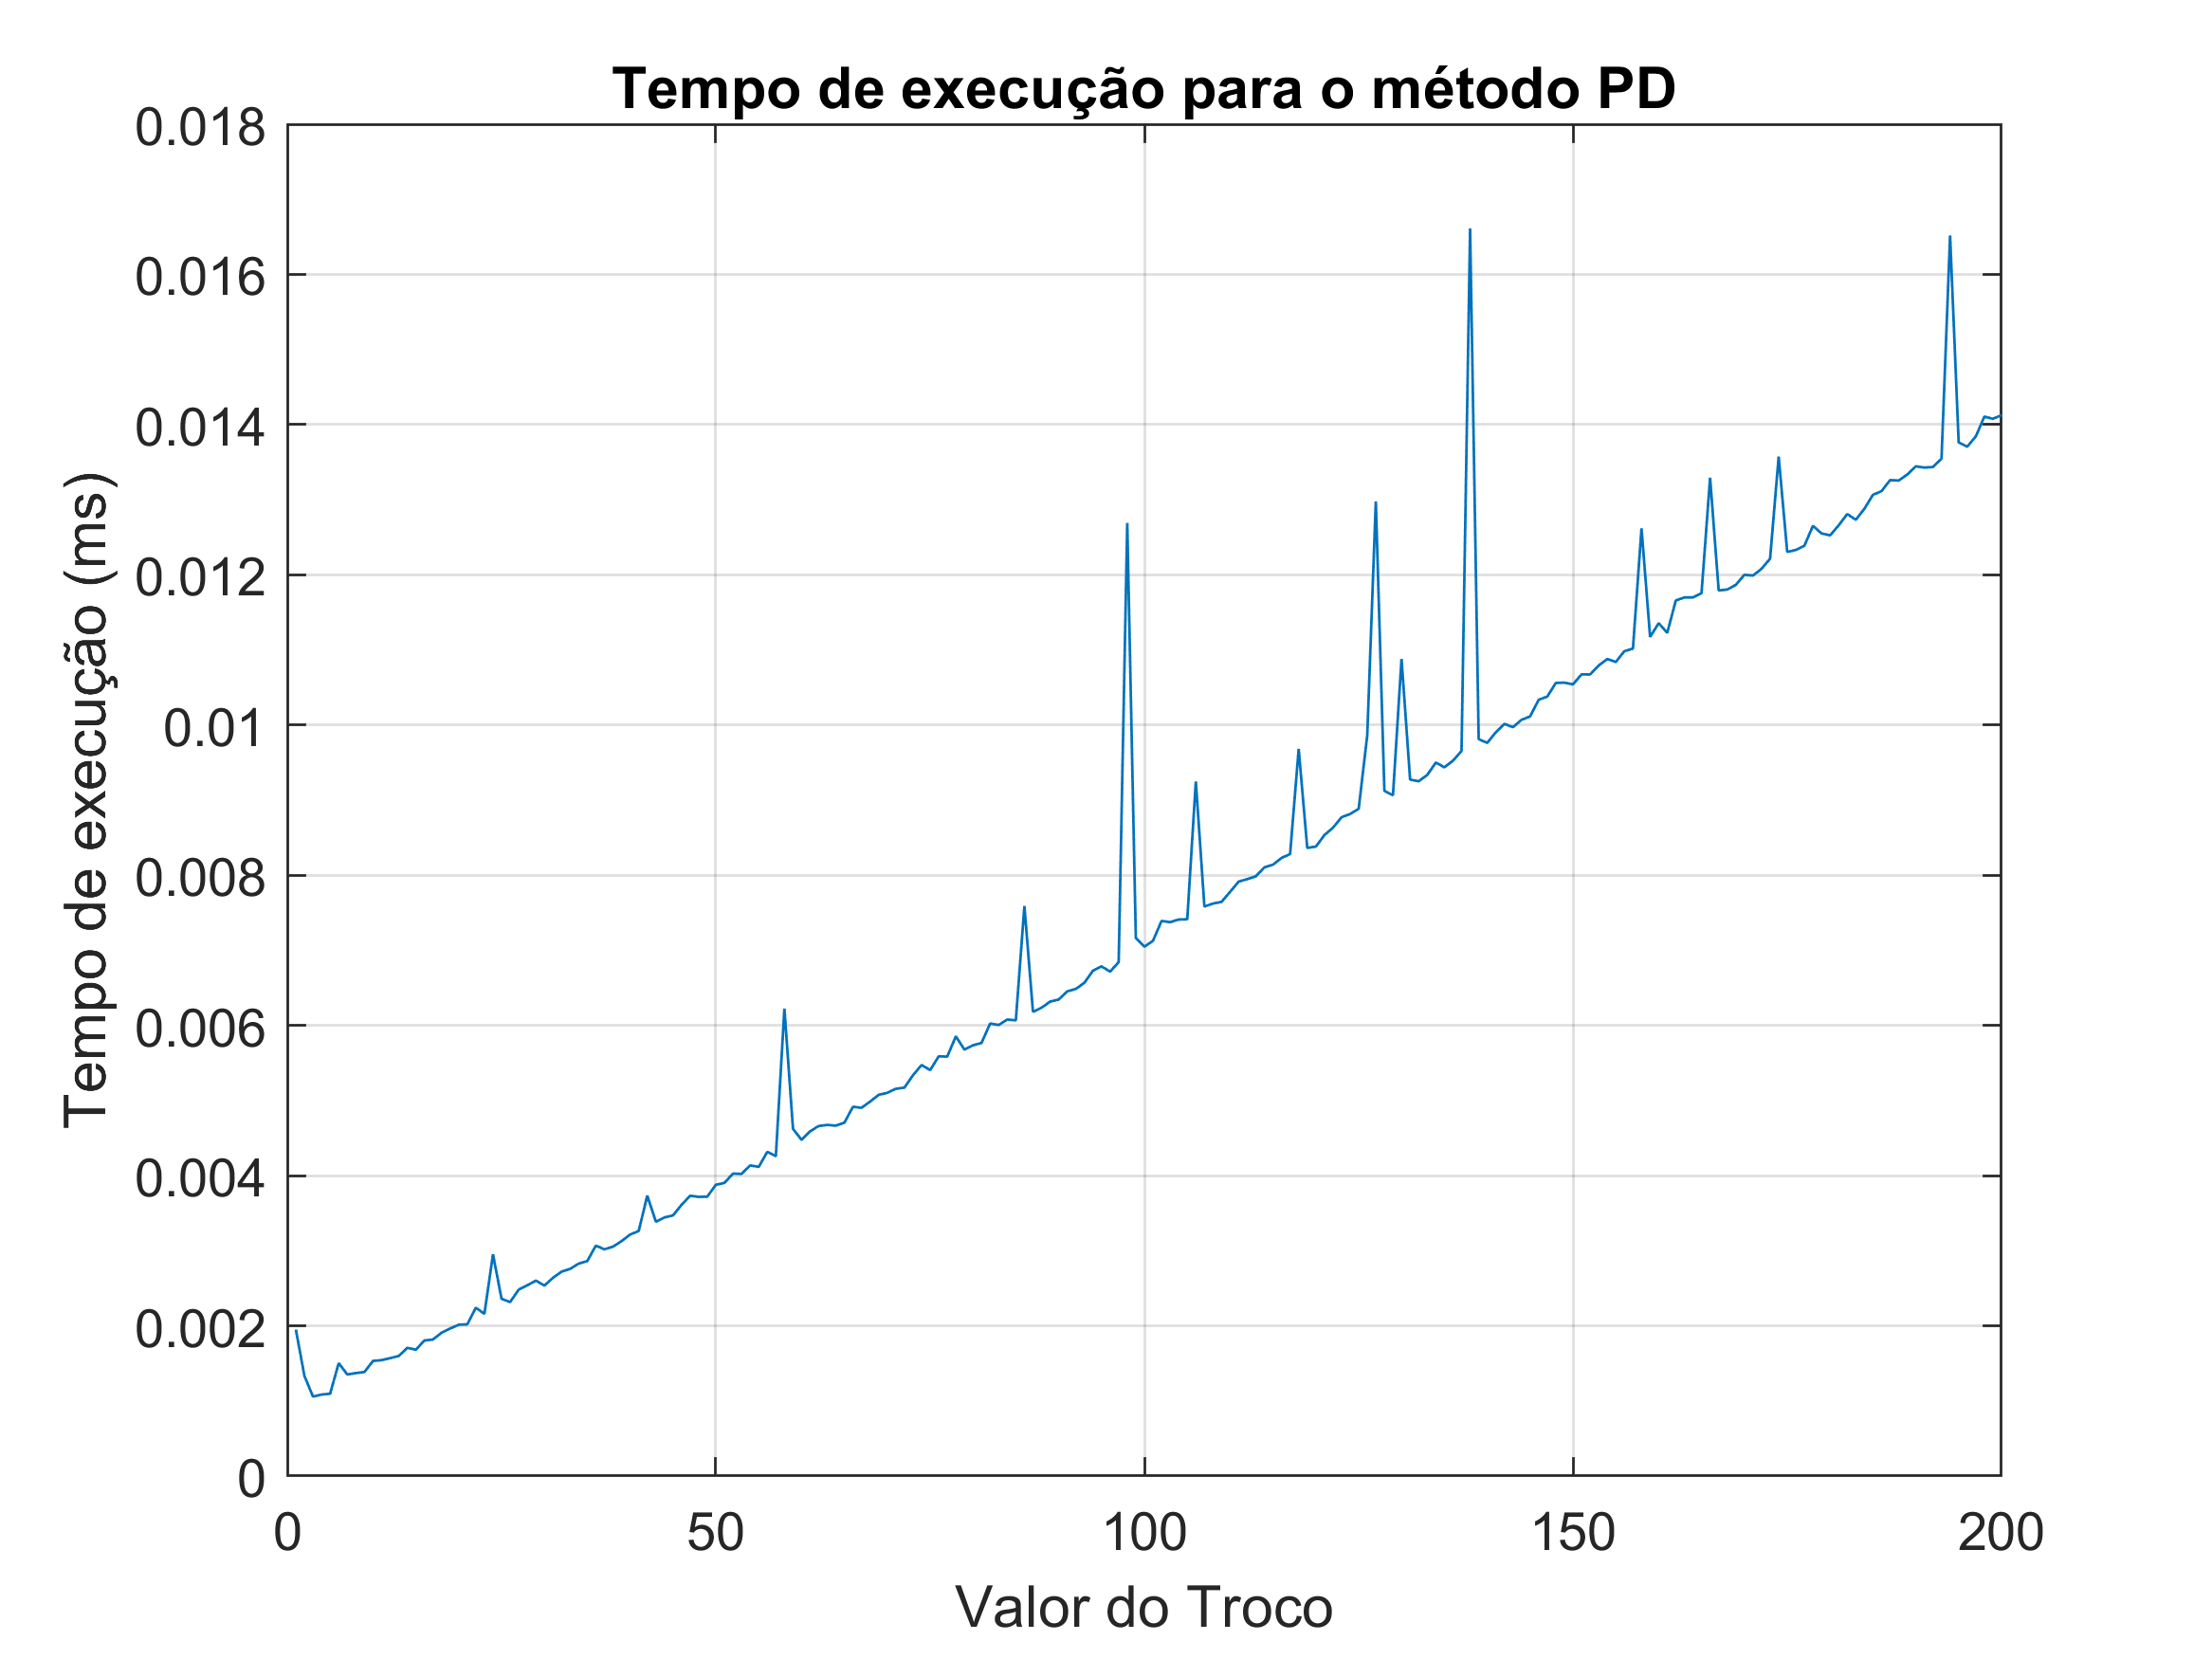 Tempo de execução para o método PD
0.018
0.016
0.014
0.012
0.01
0.008
0.006
0.004
0.002
0
Tempo de execução (ms)
0 50 100 150 200
Valor do Troco